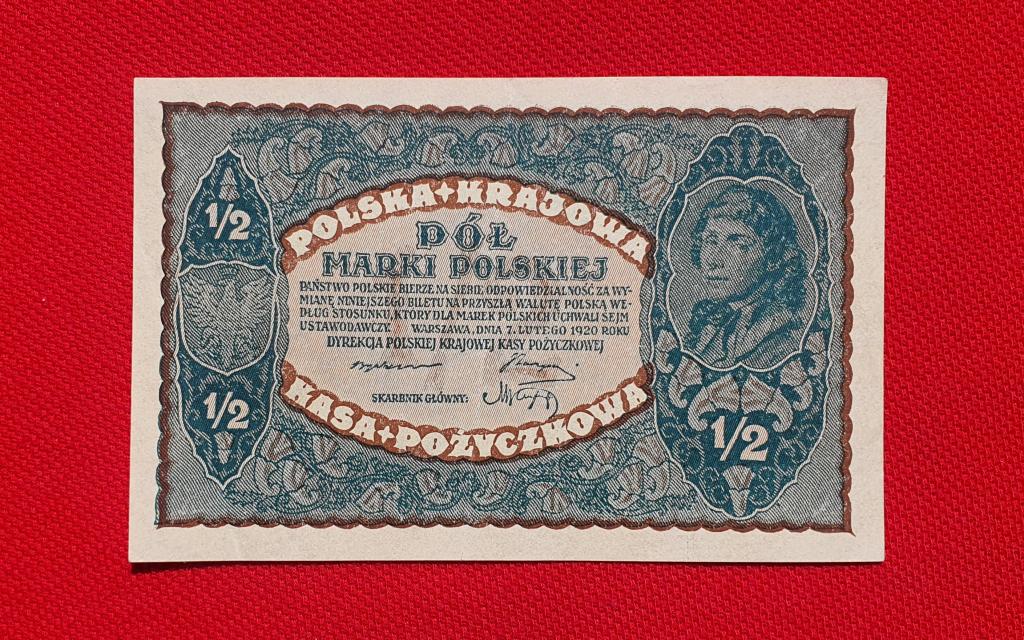 POLSKA + KRAJOWA
PÓŁ
MARKI POLSKIEJ
PAŃSTWO POLSKIE BIERZE NA SIEBIE ODPOWIEDZIALNOŚĆ ZA WY-
MIANĘ NINIEJSZEGO BILETU NA PRZYSZŁĄ WALUTĘ POLSKĄ WE-
DŁUG STOSUNKU, KTÓRY DLA MAREK POLSKICH UCHWALI SEJM
USTAWODAWCZY. WARSZAWA, DNIA 7. LUTEGO 1920 ROKU
DYREKCJA POLSKIEJ KRAJOWEJ KASY POŻYCZKOWEJ
SKARBNIK GŁÓWNY:
KASA + POŻYCZKOWA
1/2
1/2
1/2